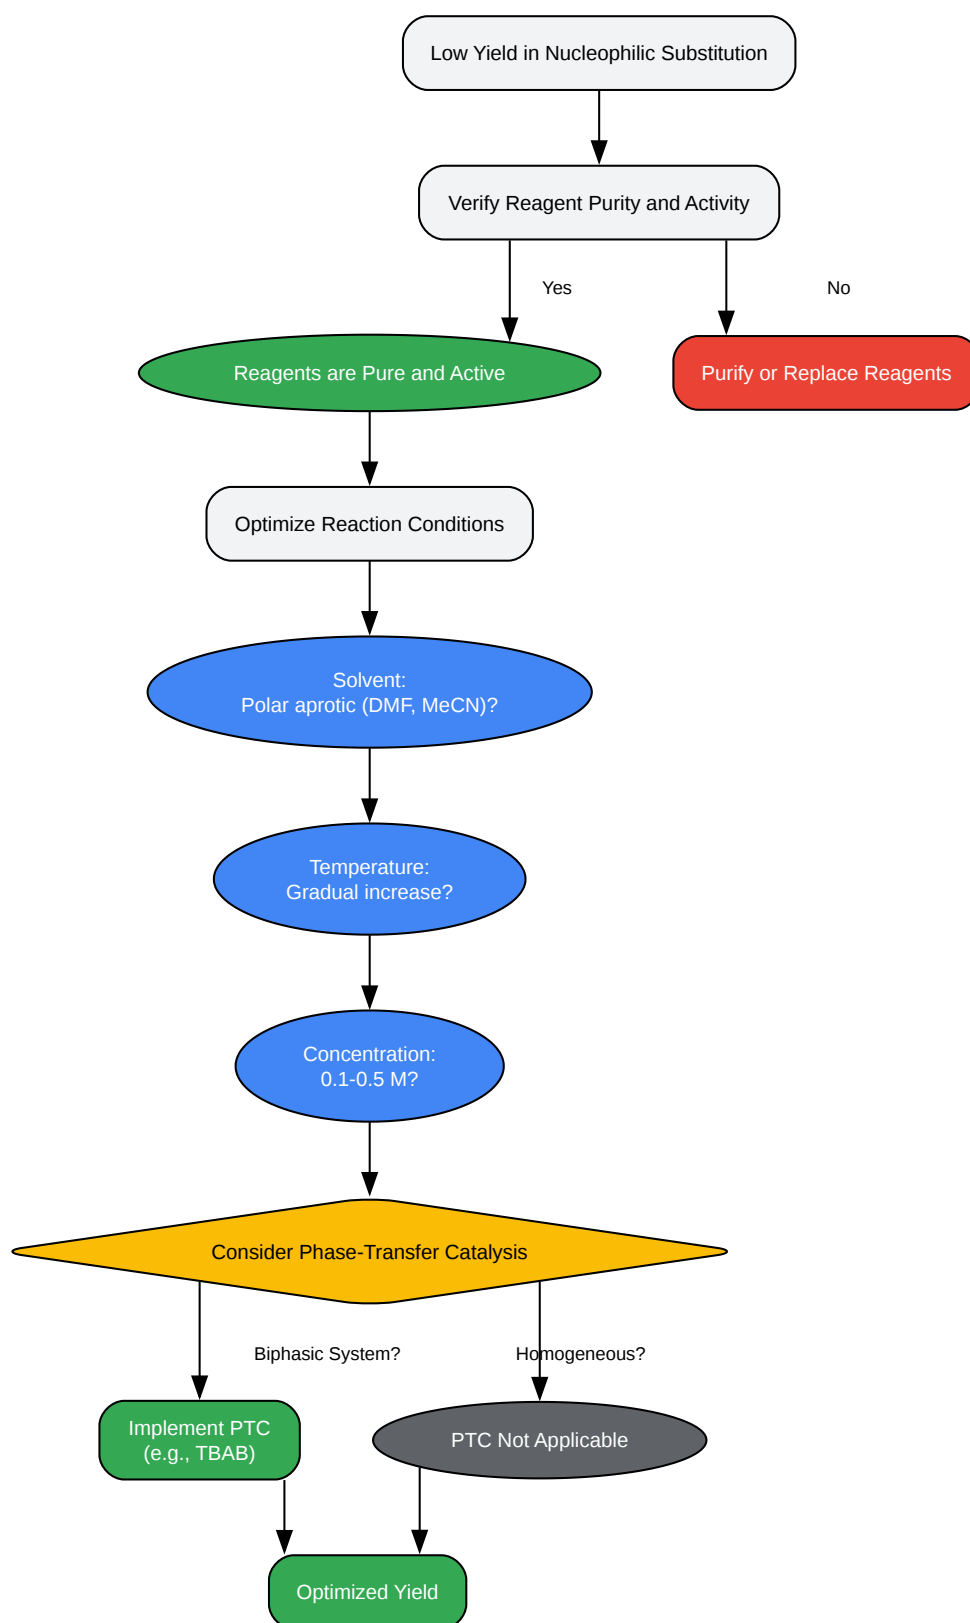 Low Yield in Nucleophilic Substitution
Verify Reagent Purity and Activity
Yes
No
Reagents are Pure and Active
Purify or Replace Reagents
Optimize Reaction Conditions
Solvent:
Polar aprotic (DMF, MeCN)?
Temperature:
Gradual increase?
Concentration:
0.1-0.5 M?
Consider Phase-Transfer Catalysis
Biphasic System?
Homogeneous?
Implement PTC
(e.g., TBAB)
PTC Not Applicable
Optimized Yield